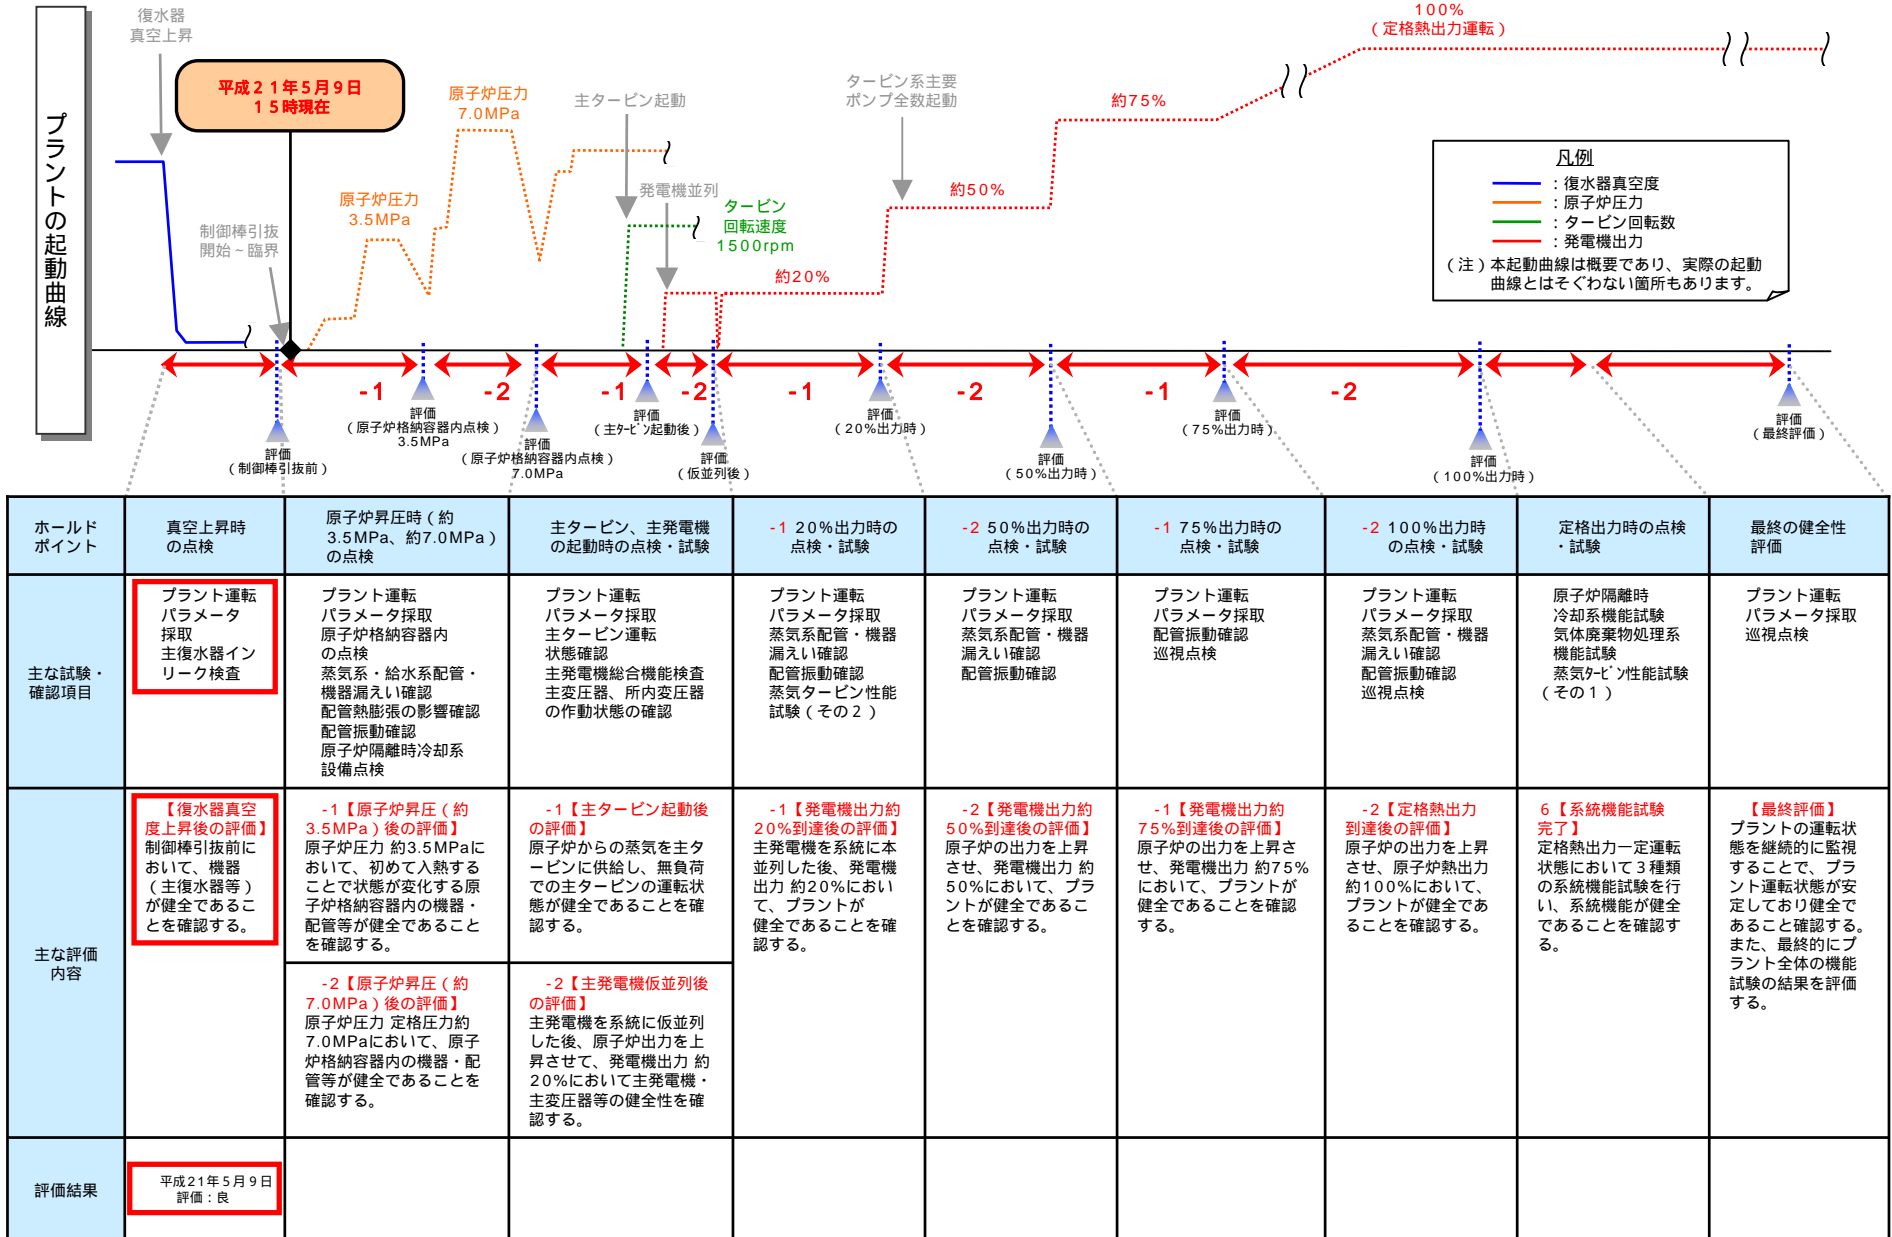 プラントの起動曲線
復水器
真空上昇
平成２１年５月９日
１５時現在
制御棒引抜
開始～臨界
原子炉圧力
3.5MPa
原子炉圧力
7.0MPa
主タービン起動
発電機並列
タービン
回転速度
1500rpm
約20%
タービン系主要
ポンプ全数起動
約50%
約75%
100%
（定格熱出力運転）
凡例
：復水器真空度
：原子炉圧力
：タービン回転数
：発電機出力
（注）本起動曲線は概要であり、実際の起動
曲線とはそぐわない箇所もあります。
-1
-2
-1
-2
-1
-2
-1
-2
評価
（制御棒引抜前）
評価
（原子炉格納容器内点検）
3.5MPa
評価
（原子炉格納容器内点検）
7.0MPa
評価
（主ﾀｰﾋﾞﾝ起動後）
評価
（仮並列後）
評価
（20%出力時）
評価
（50%出力時）
評価
（75%出力時）
評価
（100%出力時）
評価
（最終評価）
ホールド
ポイント
真空上昇時
の点検
原子炉昇圧時（約
3.5MPa、約7.0MPa）
の点検
主タービン、主発電機
の起動時の点検・試験
-1 20%出力時の
点検・試験
-2 50%出力時の
点検・試験
-1 75%出力時の
点検・試験
-2 100%出力時
の点検・試験
定格出力時の点検
・試験
最終の健全性
評価
主な試験・
確認項目
プラント運転
パラメータ
採取
主復水器イン
リーク検査
プラント運転
パラメータ採取
原子炉格納容器内
の点検
蒸気系・給水系配管・
機器漏えい確認
配管熱膨張の影響確認
配管振動確認
原子炉隔離時冷却系
設備点検
プラント運転
パラメータ採取
主タービン運転
状態確認
主発電機総合機能検査
主変圧器、所内変圧器
の作動状態の確認
プラント運転
パラメータ採取
蒸気系配管・機器
漏えい確認
配管振動確認
蒸気タービン性能
試験（その２）
プラント運転
パラメータ採取
蒸気系配管・機器
漏えい確認
配管振動確認
プラント運転
パラメータ採取
配管振動確認
巡視点検
プラント運転
パラメータ採取
蒸気系配管・機器
漏えい確認
配管振動確認
巡視点検
原子炉隔離時
冷却系機能試験
気体廃棄物処理系
機能試験
蒸気ﾀｰﾋﾞﾝ性能試験
（その１）
プラント運転
パラメータ採取
巡視点検
主な評価
内容
【復水器真空
度上昇後の評価】
制御棒引抜前に
おいて、機器
（主復水器等）
が健全であるこ
とを確認する。
-1【原子炉昇圧（約
3.5MPa）後の評価】
原子炉圧力 約3.5MPaに
おいて、初めて入熱する
ことで状態が変化する原
子炉格納容器内の機器・
配管等が健全であること
を確認する。
-2【原子炉昇圧（約
7.0MPa）後の評価】
原子炉圧力 定格圧力約
7.0MPaにおいて、原子
炉格納容器内の機器・配
管等が健全であることを
確認する。
-1【主タービン起動後
の評価】
原子炉からの蒸気を主タ
ービンに供給し、無負荷
での主タービンの運転状
態が健全であることを確
認する。
-2【主発電機仮並列後
の評価】
主発電機を系統に仮並列
した後、原子炉出力を上
昇させて、発電機出力 約
20%において主発電機・
主変圧器等の健全性を確
認する。
-1【発電機出力約
20%到達後の評価】
主発電機を系統に本
並列した後、発電機
出力 約20%におい
て、プラントが
健全であることを確
認する。
-2【発電機出力約
50%到達後の評価】
原子炉の出力を上昇
させ、発電機出力 約
50%において、プラ
ントが健全であるこ
とを確認する。
-1【発電機出力約
75%到達後の評価】
原子炉の出力を上昇さ
せ、発電機出力 約75%
において、プラントが
健全であることを確認
する。
-2【定格熱出力
到達後の評価】
原子炉の出力を上昇
させ、原子炉熱出力
約100%において、
プラントが健全であ
ることを確認する。
6【系統機能試験
完了】
定格熱出力一定運転
状態において３種類
の系統機能試験を行
い、系統機能が健全
であることを確認す
る。
【最終評価】
プラントの運転状
態を継続的に監視
することで、プラ
ント運転状態が安
定しており健全で
あること確認する。
また、最終的にプ
ラント全体の機能
試験の結果を評価
する。
評価結果
平成21年５月９日
評価：良